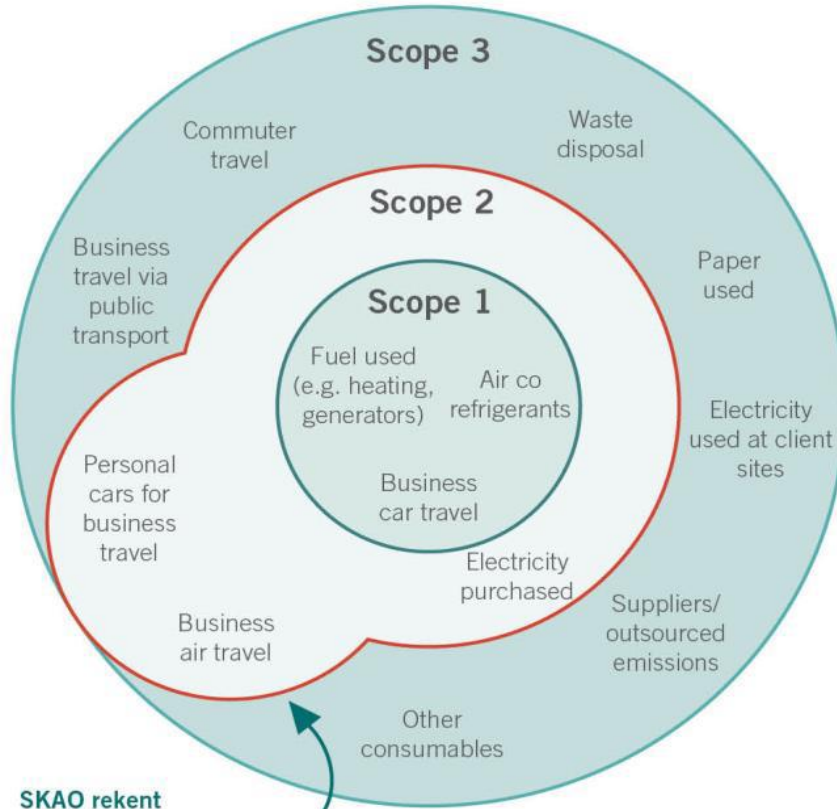 Scope 3
Commuter
travel
Waste
disposal
Scope 2
Business
travel via
public
transport
Paper
used
Scope 1
Fuel used
(e.g. heating,
generators)
Air co
refrigerants
Business
car travel
Electricity
used at client
sites
Personal
cars for
business
travel
Electricity
purchased
Business
air travel
Suppliers/
outsourced
emissions
Other
consumables
SKAO rekent